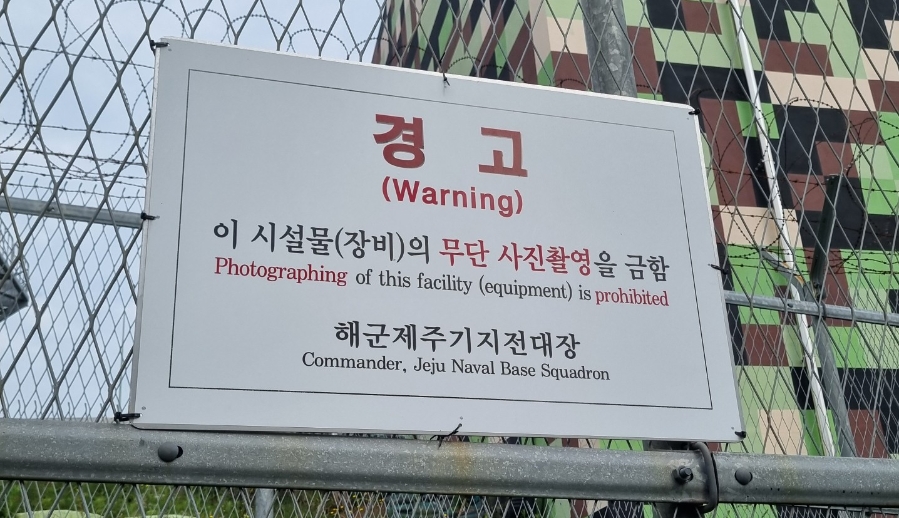 경 고
(Warning)
이 시설물(장비)의 무단 사진촬영을 금함
Photographing of this facility (equipment) is prohibited
해군제주기지전대장
Commander, Jeju Naval Base Squadron